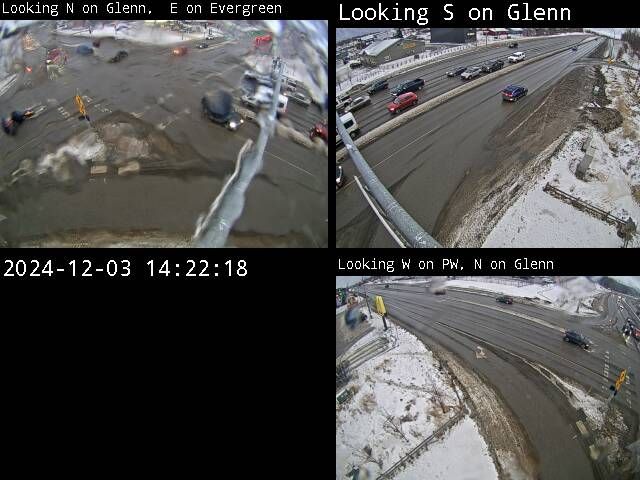 Looking N on Glenn,  E on Evergreen
Looking S on Glenn
2024-12-03 14:22:18
Looking W on PW, N on Glenn